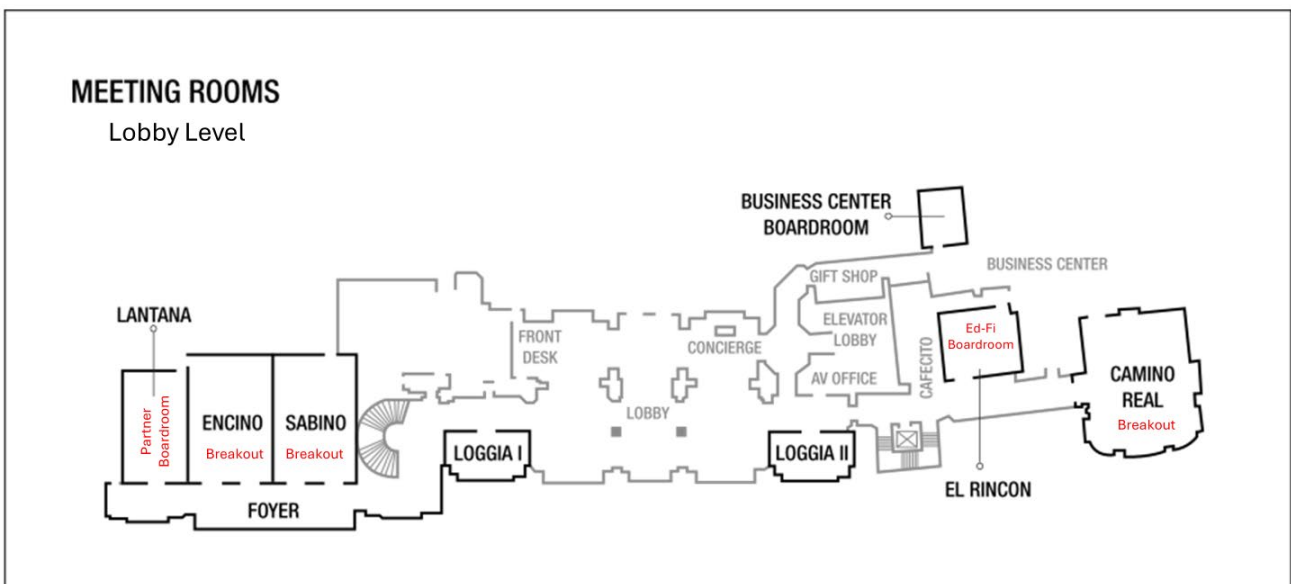 MEETING ROOMS
Lobby Level
BUSINESS CENTER
BOARDROOM
GIFT SHOP
BUSINESS CENTER
LANTANA
FRONT
DESK
CONCIERGE
ELEVATOR
LOBBY
Ed-Fi
Boardroom
CAFECITO
AV OFFICE
CAMINO
REAL
Breakout
Partner
Boardroom
ENCINO
Breakout
SABINO
Breakout
LOBBY
LOGGIA I
LOGGIA II
EL RINCON
FOYER